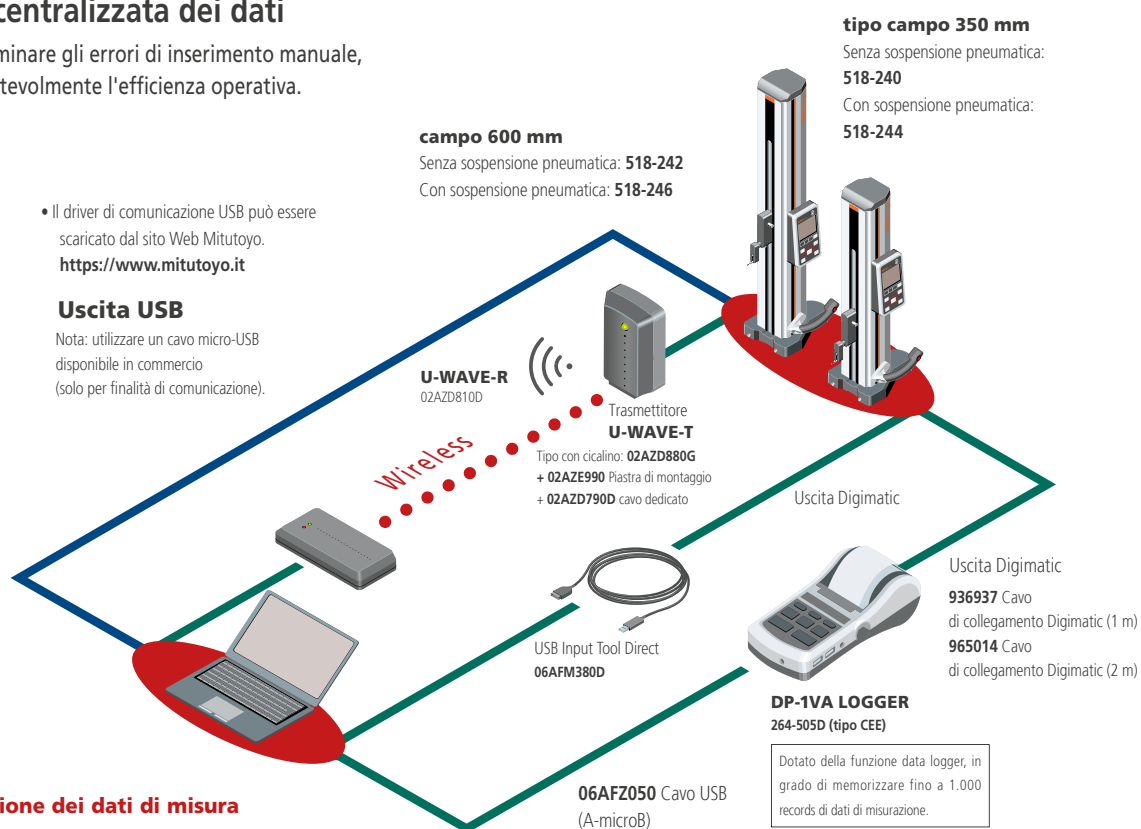 centralizzata dei dati
minare gli errori di inserimento manuale,
tevolmente l'efficienza operativa.
tipo campo 350 mm
Senza sospensione pneumatica:
518-240
Con sospensione pneumatica:
518-244
campo 600 mm
Senza sospensione pneumatica: 518-242
Con sospensione pneumatica: 518-246
• Il driver di comunicazione USB può essere
scaricato dal sito Web Mitutoyo.
https://www.mitutoyo.it
Uscita USB
Nota: utilizzare un cavo micro-USB
disponibile in commercio
(solo per finalità di comunicazione).
U-WAVE-R
02AZD810D
Trasmettitore
U-WAVE-T
Tipo con cicalino: 02AZD880G
+ 02AZE990 Piastra di montaggio
+ 02AZD790D cavo dedicato
Wireless
Uscita Digimatic
USB Input Tool Direct
06AFM380D
Uscita Digimatic
936937 Cavo
di collegamento Digimatic (1 m)
965014 Cavo
di collegamento Digimatic (2 m)
DP-1VA LOGGER
264-505D (tipo CEE)
Dotato della funzione data logger, in
grado di memorizzare fino a 1.000
records di dati di misurazione.
06AFZ050 Cavo USB
(A-microB)
ione dei dati di misura